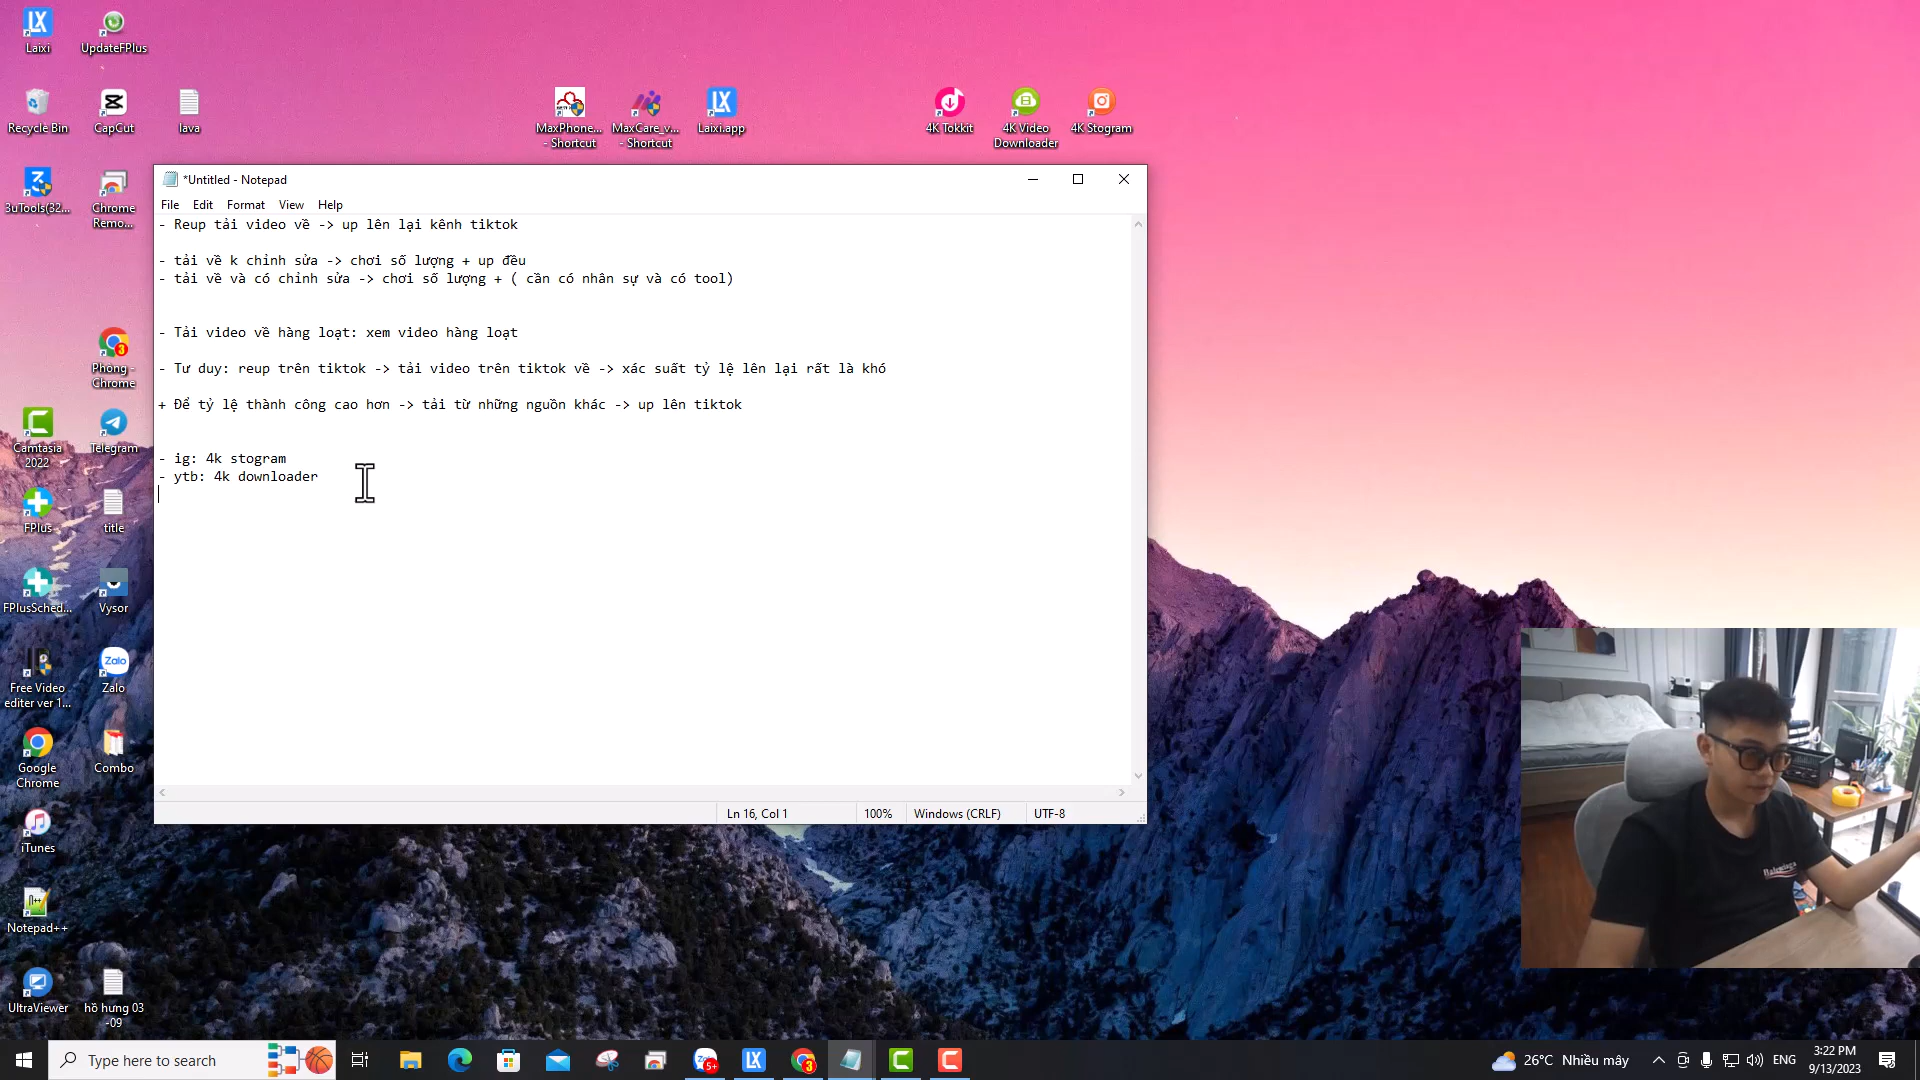 Laixi
UpdateFPlus
Recycle Bin
CapCut
lava
MaxPhone...
- Shortcut
MaxCare_v...
- Shortcut
Laixi.app
4K Tokkit
4K Video
Downloader
4K Stogram
3uTools(32...
Chrome
Remo...
Phòng -
Chrome
Camtasia
2022
Telegram
FPlus
title
FPlusSched...
Vysor
Free Video
editer ver 1...
Zalo
Google
Chrome
Combo
iTunes
Notepad++
UltraViewer
hồ hưng 03
-09
*Untitled - Notepad
File Edit Format View Help
- Reup tải video về -> up lên lại kênh tiktok
- tải về k chỉnh sửa -> chơi số lượng + up đều
- tải về và có chỉnh sửa -> chơi số lượng + ( cần có nhân sự và có tool)
- Tải video về hàng loạt: xem video hàng loạt
- Tư duy: reup trên tiktok -> tải video trên tiktok về -> xác suất tỷ lệ lên lại rất là khó
+ Để tỷ lệ thành công cao hơn -> tải từ những nguồn khác -> up lên tiktok
- ig: 4k stogram
- ytb: 4k downloader
Ln 16, Col 1 100% Windows (CRLF) UTF-8
Balenciaga
Type here to search
26°C Nhiều mây
ENG
3:22 PM
9/13/2023